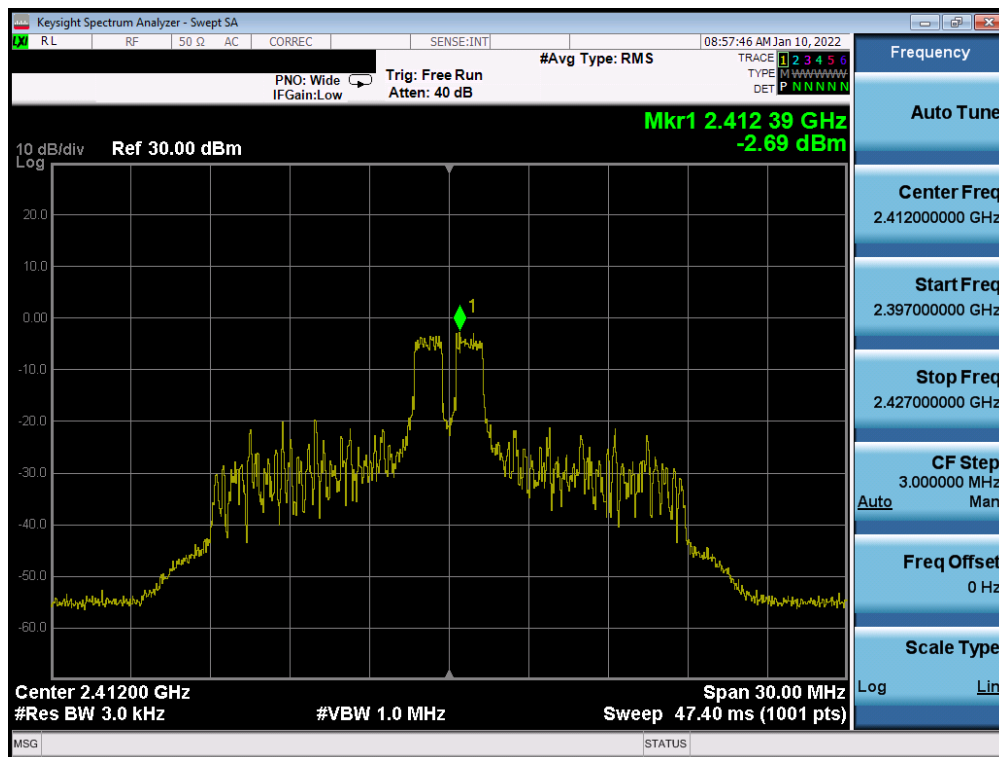 Keysight Spectrum Analyzer - Swept SA
LXI RL RF 50 Ω AC CORREC SENSE:INT 08:57:46 AM Jan 10, 2022
#Avg Type: RMS
TRACE 1 2 3 4 5 6
PNO: Wide Trig: Free Run
TYPE M WWWWW
IFGain:Low Atten: 40 dB
DET P N N N N N
Mkr1 2.412 39 GHz
-2.69 dBm
10 dB/div Ref 30.00 dBm
Log
20.0
10.0
0.00
-10.0
-20.0
-30.0
-40.0
-50.0
-60.0
1
Center 2.41200 GHz Span 30.00 MHz
#Res BW 3.0 kHz #VBW 1.0 MHz Sweep 47.40 ms (1001 pts)
MSG STATUS
Frequency
Auto Tune
Center Freq
2.412000000 GHz
Start Freq
2.397000000 GHz
Stop Freq
2.427000000 GHz
CF Step
3.000000 MHz
Auto Man
Freq Offset
0 Hz
Scale Type
Log Lin